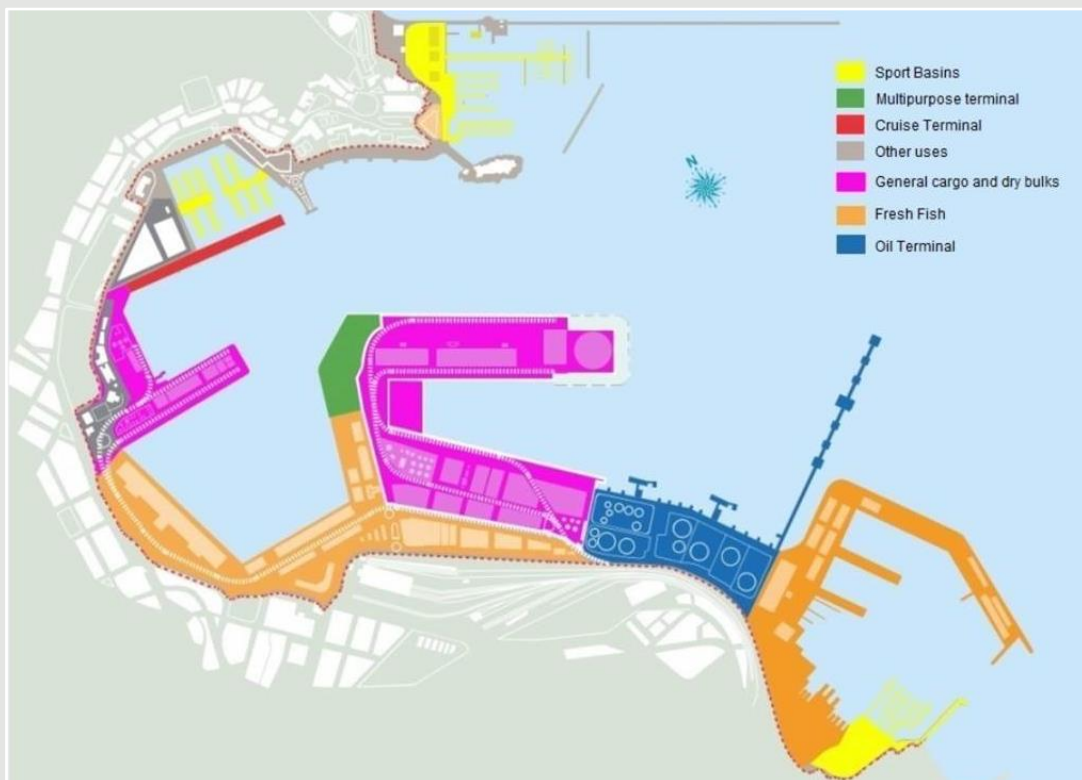 Sport Basins
Multipurpose terminal
Cruise Terminal
Other uses
N
General cargo and dry bulks
Fresh Fish
Oil Terminal